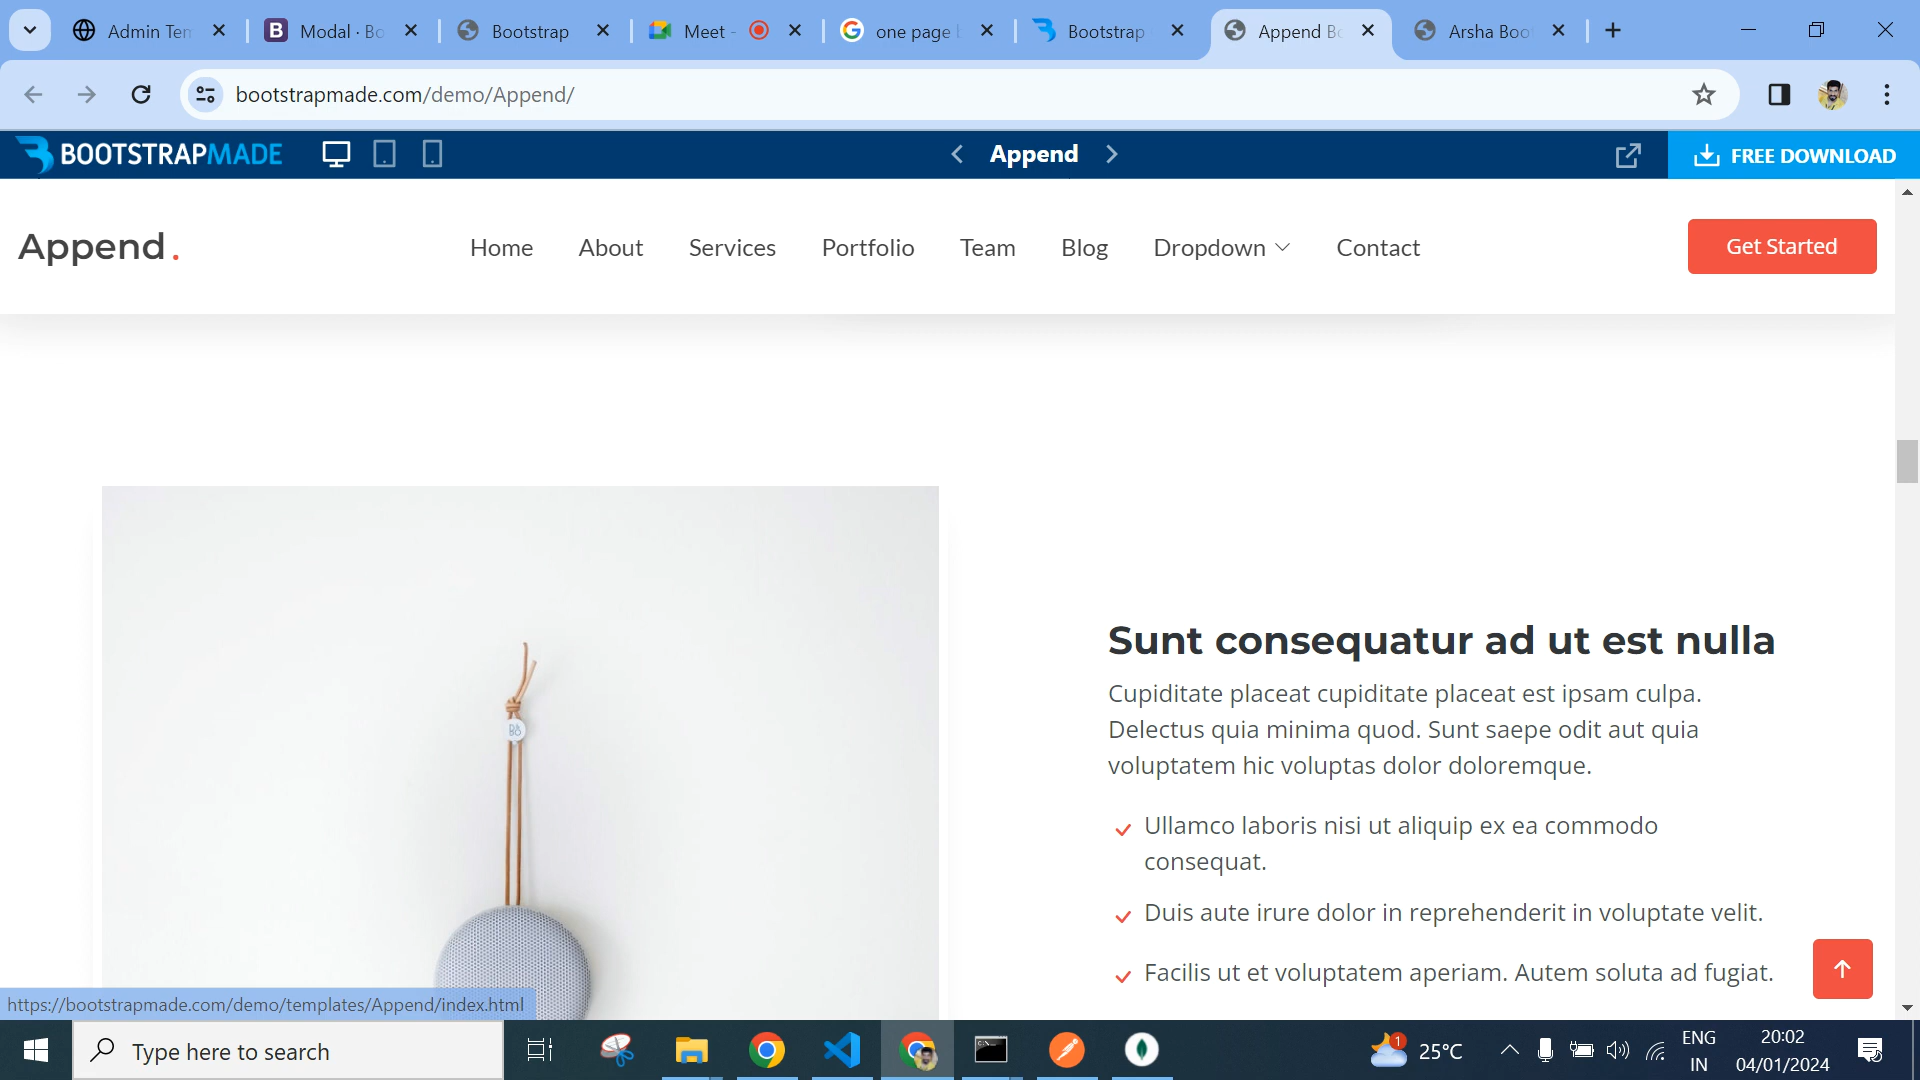 Admin Ten
Modal · Bo
Bootstrap
Meet -
one page b
Bootstrap
Append Bo
Arsha Boot
bootstrapmade.com/demo/Append/
BOOTSTRAPMADE
Append
FREE DOWNLOAD
Append.
Home
About
Services
Portfolio
Team
Blog
Dropdown
Contact
Get Started
Sunt consequatur ad ut est nulla
Cupiditate placeat cupiditate placeat est ipsam culpa.
Delectus quia minima quod. Sunt saepe odit aut quia
voluptatem hic voluptas dolor doloremque.
Ullamco laboris nisi ut aliquip ex ea commodo
consequat.
Duis aute irure dolor in reprehenderit in voluptate velit.
Facilis ut et voluptatem aperiam. Autem soluta ad fugiat.
https://bootstrapmade.com/demo/templates/Append/index.html
Type here to search
1
25°C
ENG
IN
20:02
04/01/2024